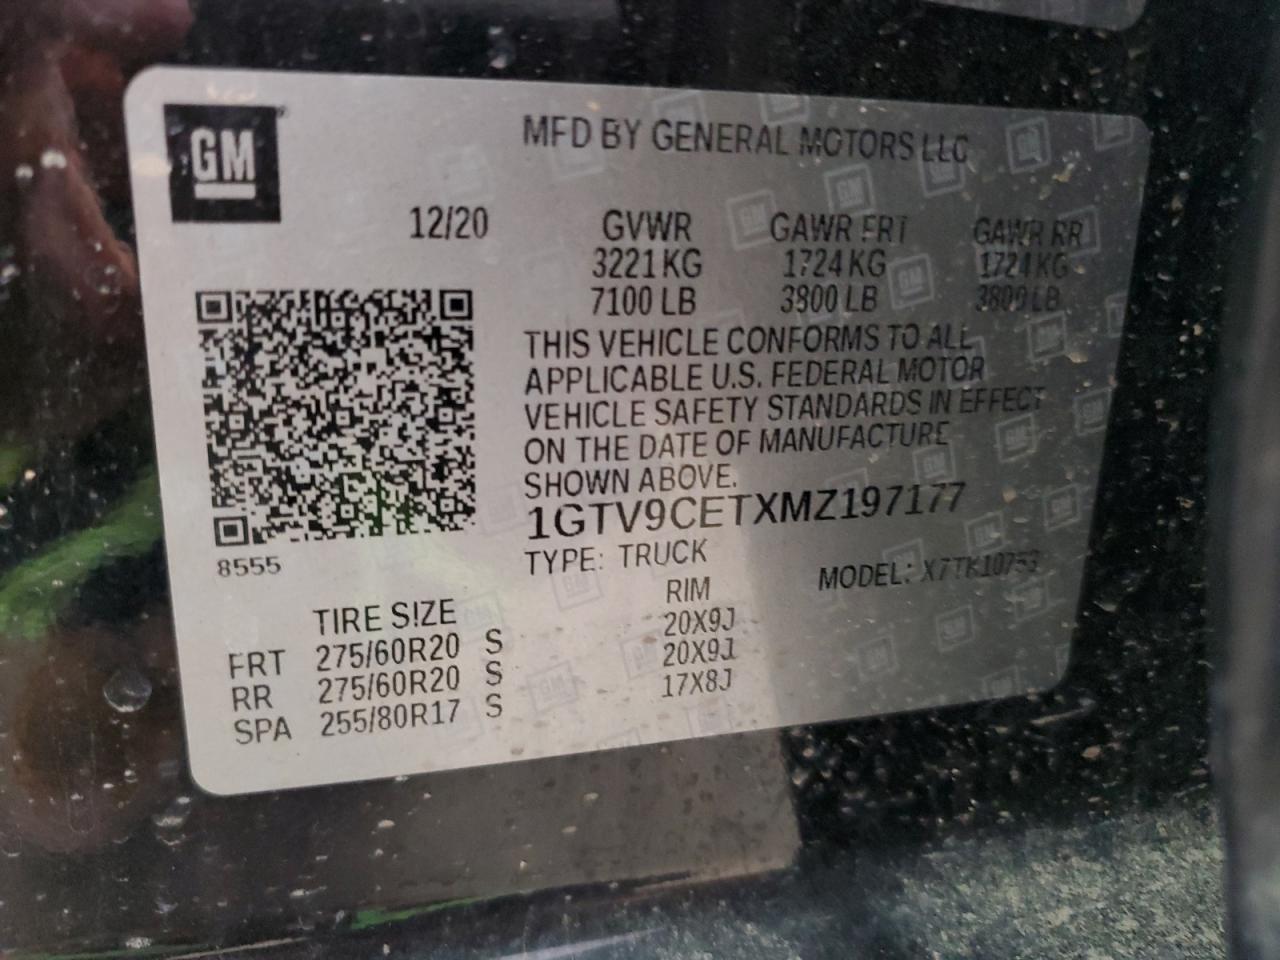 GM
MFD BY GENERAL MOTORS LLC
12/20 GVWR GAWR FRT GAWR RR
3221 KG 1724 KG 1724 KG
7100 LB 3800 LB 3800 LB
THIS VEHICLE CONFORMS TO ALL
APPLICABLE U.S. FEDERAL MOTOR
VEHICLE SAFETY STANDARDS IN EFFECT
ON THE DATE OF MANUFACTURE
SHOWN ABOVE.
1GTV9CETXMZ197177
8555 TYPE: TRUCK MODEL: X7TK10753
TIRE SIZE RIM
FRT 275/60R20 S 20X9J
RR 275/60R20 S 20X9J
SPA 255/80R17 S 17X8J